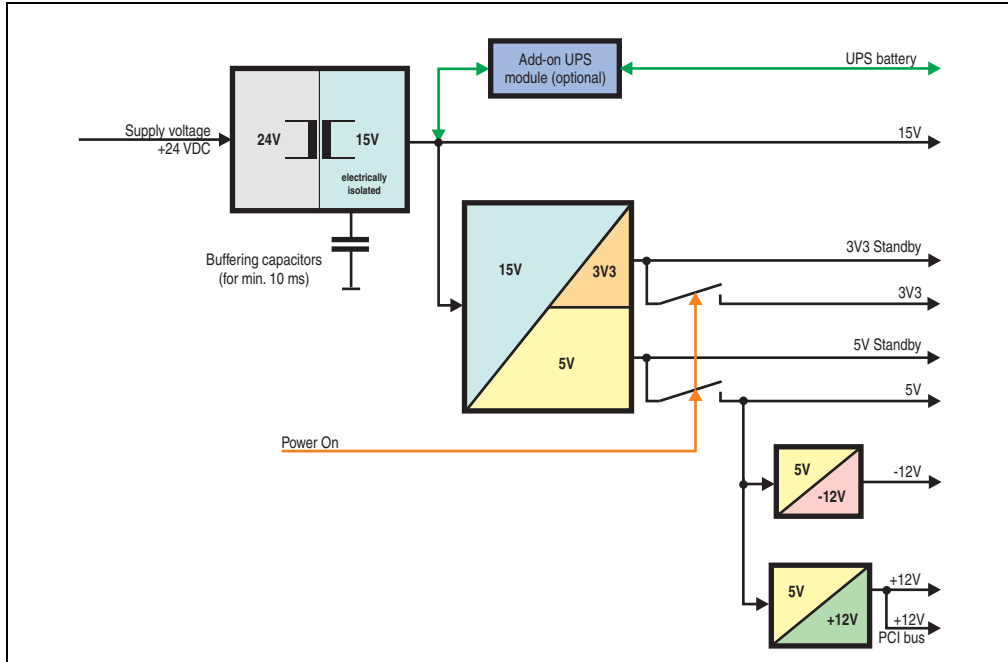 Add-on UPS
module (optional)
UPS battery
Supply voltage
+24 VDC
24V
15V
electrically
isolated
15V
Buffering capacitors
(for min. 10 ms)
15V
3V3
5V
3V3 Standby
3V3
5V Standby
5V
Power On
5V
-12V
-12V
5V
+12V
+12V
+12V
PCI bus